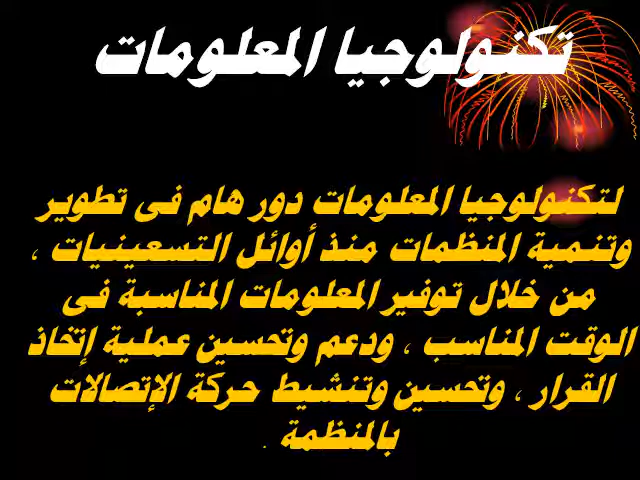 تكنولوجيا المعلومات
لتكنولوجيا المعلومات دور هام فى تطوير
وتنمية المنظمات منذ أوائل التسعينيات ،
من خلال توفير المعلومات المناسبة فى
الوقت المناسب ، ودعم وتحسين عملية إتخاذ
القرار ، وتحسين وتنشيط حركة الإتصالات
بالمنظمة .